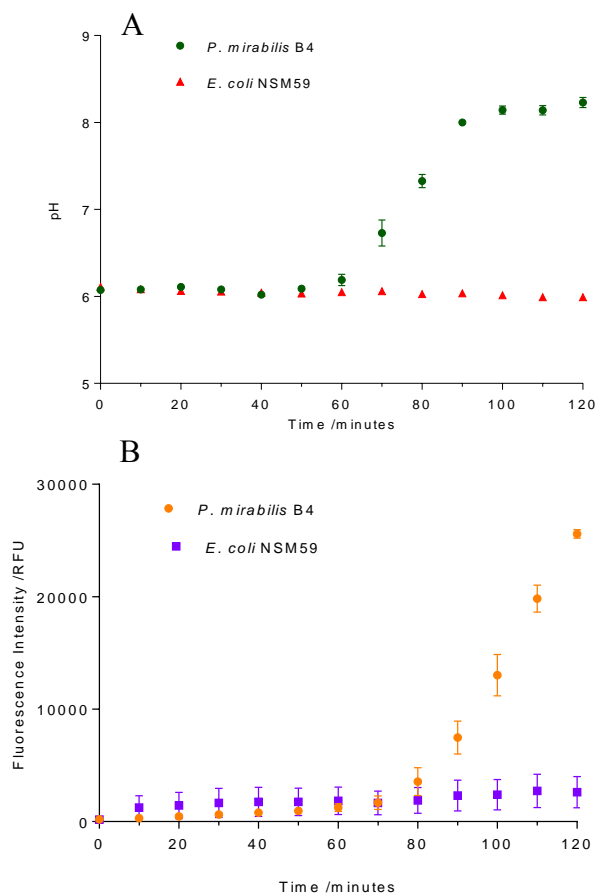 A
P. mirabilis B4
E. coli NSM59
9
8
7
6
5
pH
0 20 40 60 80 100 120
Time /minutes
B
30000
P. mirabilis B4
E. coli NSM59
20000
10000
0
Fluorescence Intensity /RFU
0 20 40 60 80 100 120
Time /minutes